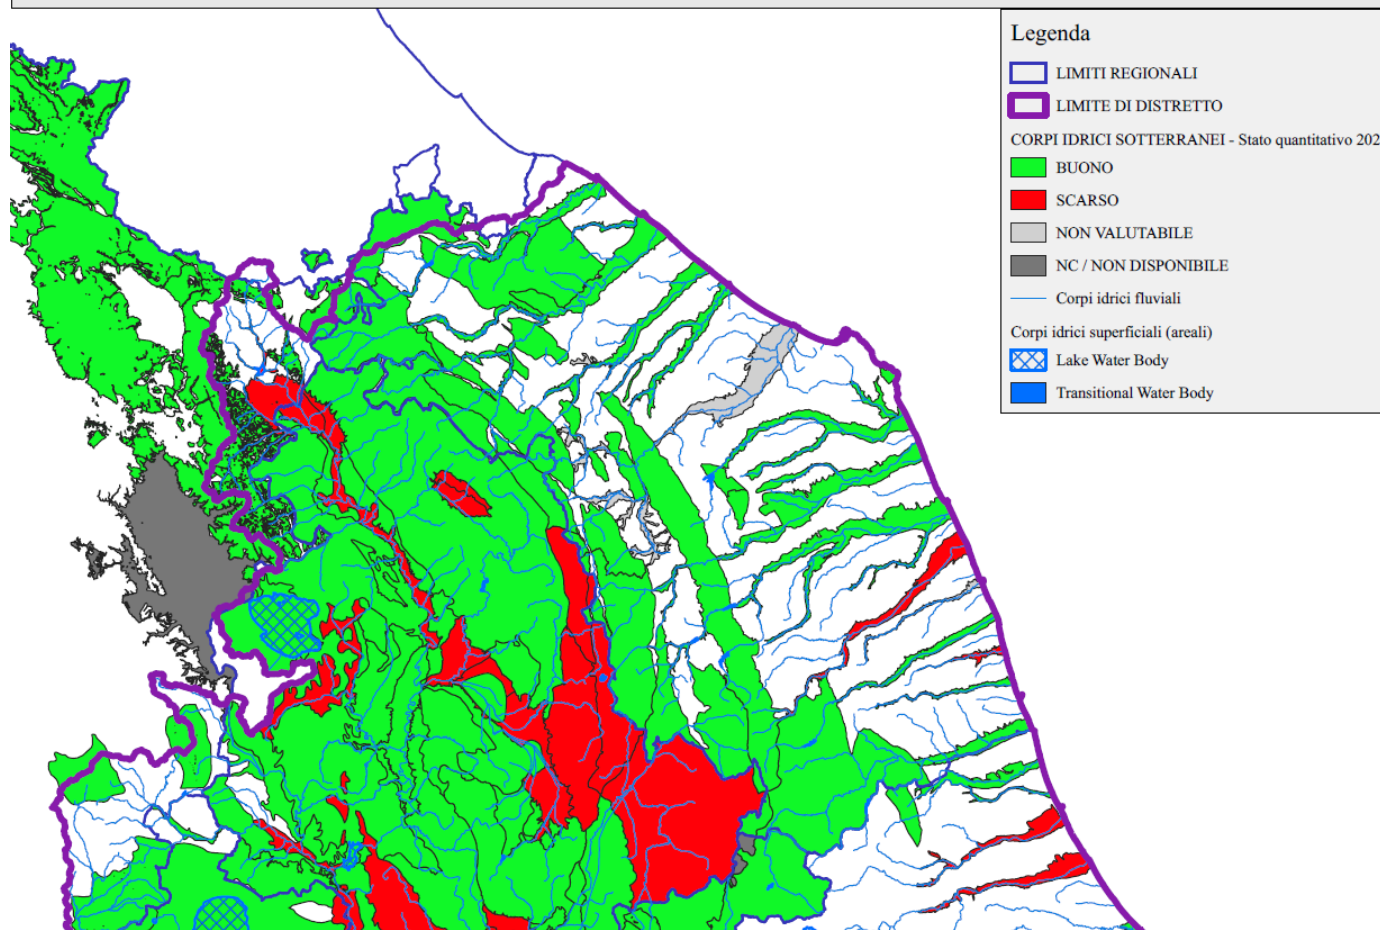 Legenda
LIMITI REGIONALI
LIMITE DI DISTRETTO
CORPI IDRICI SOTTERRANEI - Stato quantitativo 202
BUONO
SCARSO
NON VALUTABILE
NC / NON DISPONIBILE
Corpi idrici fluviali
Corpi idrici superficiali (areali)
Lake Water Body
Transitional Water Body